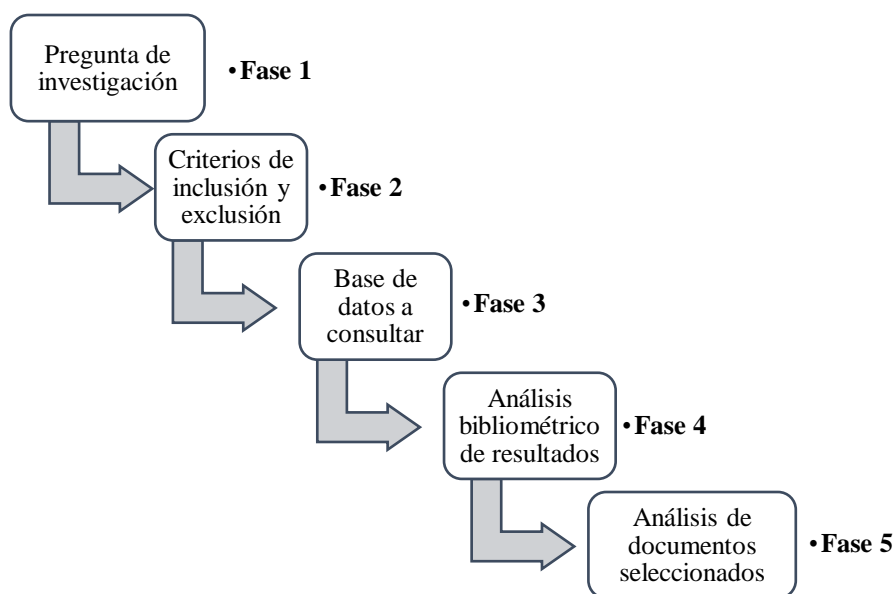 Pregunta de
investigación
•Fase 1
Criterios de
inclusión y
exclusión
•Fase 2
Base de
datos a
consultar
•Fase 3
Análisis
bibliométrico
de resultados
•Fase 4
Análisis de
documentos
seleccionados
•Fase 5